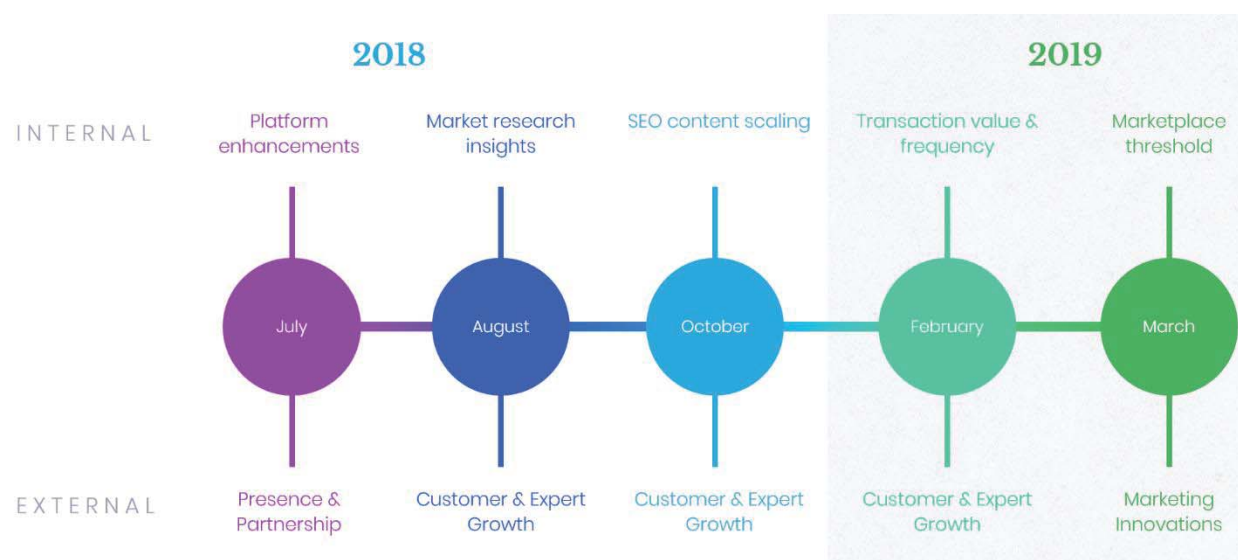 2018
2019
INTERNAL
Platform
enhancements
Market research
insights
SEO content scaling
Transaction value &
frequency
Marketplace
threshold
July
August
October
February
March
EXTERNAL
Presence &
Partnership
Customer & Expert
Growth
Customer & Expert
Growth
Customer & Expert
Growth
Marketing
Innovations